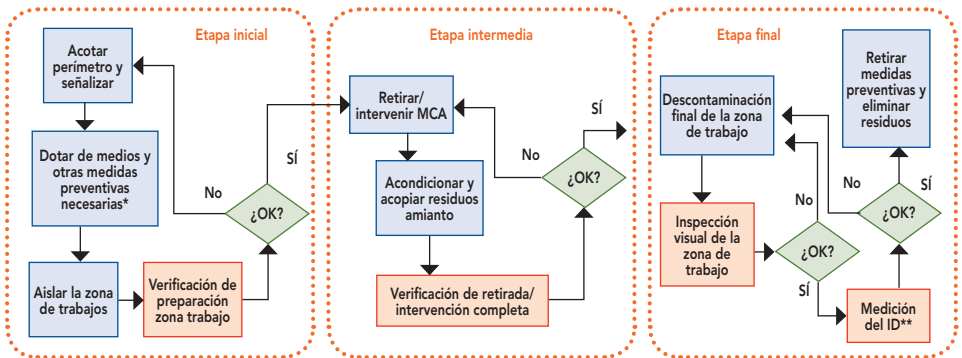 Etapa inicial
Acotar
perímetro y
señalizar
Dotar de medios y
otras medidas
preventivas
necesarias*
Aislar la zona
de trabajos
Verificación de
preparación
zona trabajo
¿OK?
No
SÍ
Etapa intermedia
Retirar/
intervenir MCA
Acondicionar y
acopiar residuos
amianto
Verificación de retirada/
intervención completa
¿OK?
No
SÍ
Etapa final
Descontaminación
final de la zona
de trabajo
Inspección
visual de la
zona de
trabajo
¿OK?
No
SÍ
Medición
del ID**
¿OK?
No
SÍ
Retirar
medidas
preventivas y
eliminar
residuos